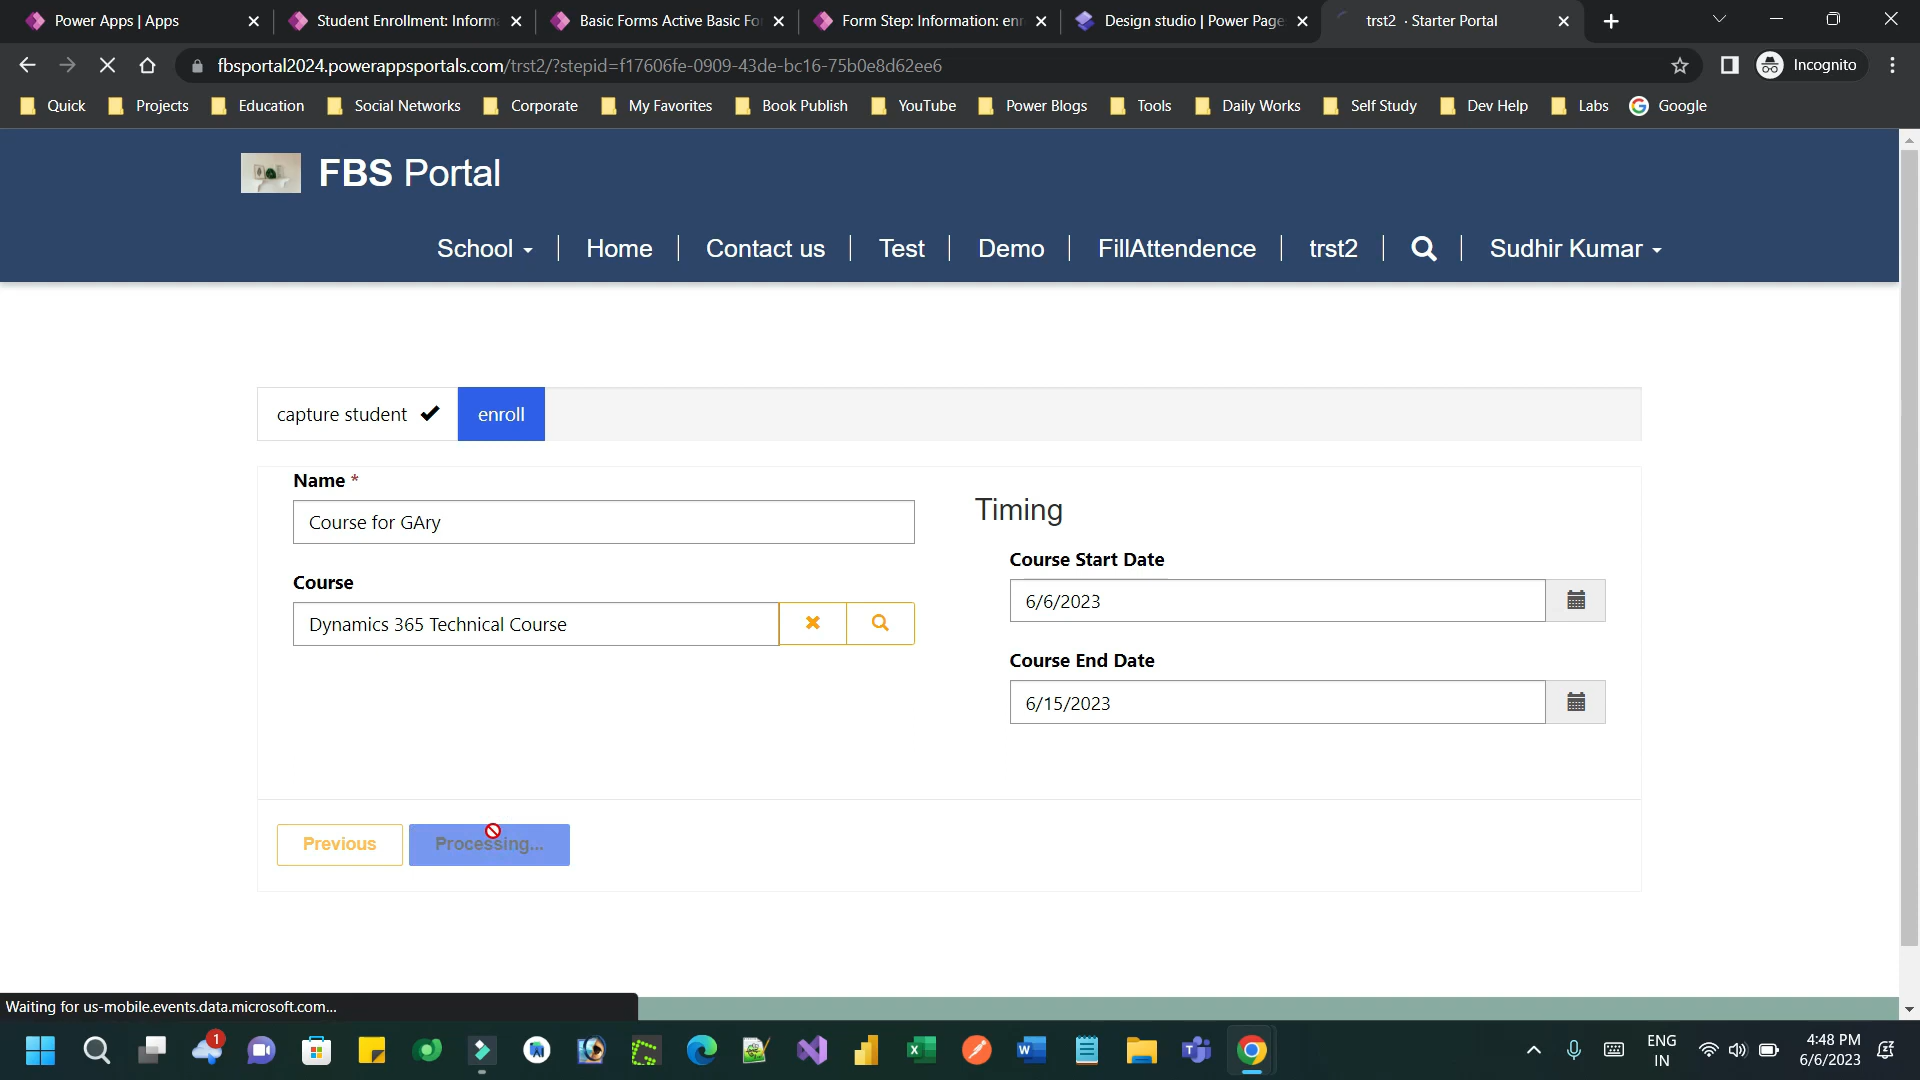 Power Apps | Apps
Student Enrollment: Informa
Basic Forms Active Basic Fo
Form Step: Information: enr
Design studio | Power Page
trst2 · Starter Portal
fbsportal2024.powerappsportals.com/trst2/?stepid=f17606fe-0909-43de-bc16-75b0e8d62ee6
Incognito
Quick
Projects
Education
Social Networks
Corporate
My Favorites
Book Publish
YouTube
Power Blogs
Tools
Daily Works
Self Study
Dev Help
Labs
Google
FBS Portal
School
Home
Contact us
Test
Demo
FillAttendence
trst2
Sudhir Kumar
capture student
enroll
Name *
Course for GAry
Course
Dynamics 365 Technical Course
Timing
Course Start Date
6/6/2023
Course End Date
6/15/2023
Previous
Processing...
Waiting for us-mobile.events.data.microsoft.com...
1
ENG
IN
4:48 PM
6/6/2023